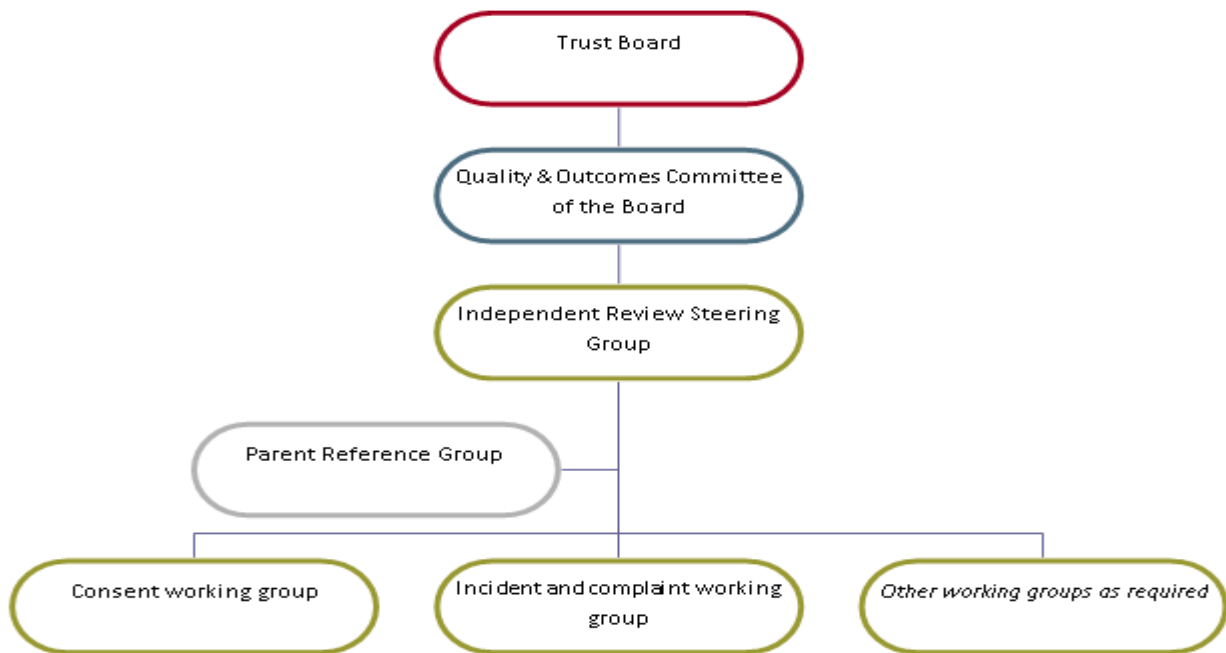 Trust Board
Quality & Outcomes Committee
of the Board
Independent Review Steering
Group
Parent Reference Group
Consent working group
Incident and complaint working
group
Other working groups as required